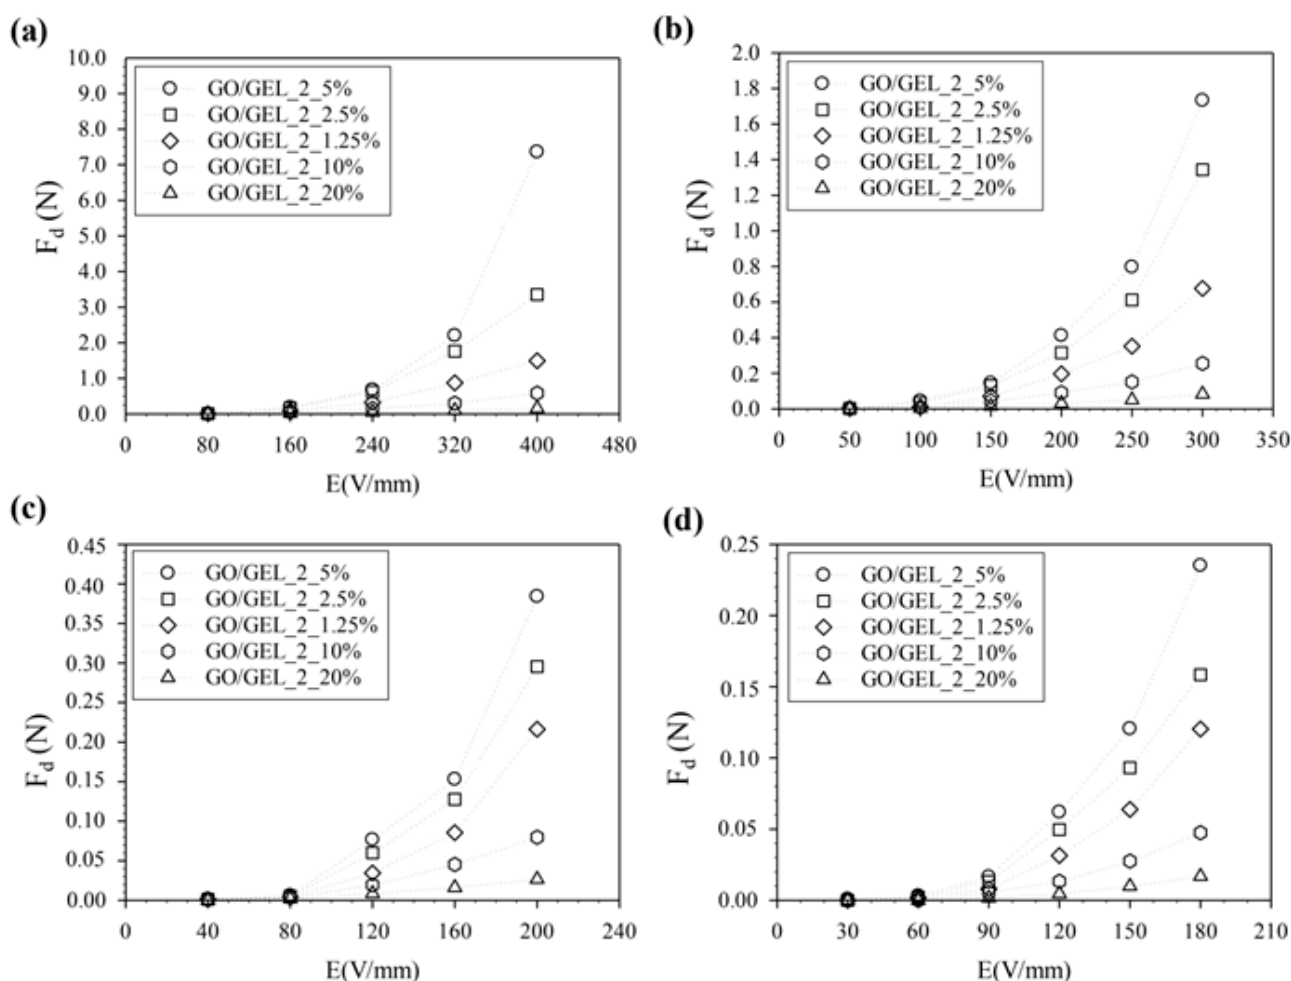 (a)
10.0
9.0
8.0
7.0
6.0
5.0
4.0
3.0
2.0
1.0
0.0
F_d (N)
GO/GEL_2_5%
GO/GEL_2_2.5%
GO/GEL_2_1.25%
GO/GEL_2_10%
GO/GEL_2_20%
0 80 160 240 320 400 480
E(V/mm)
(b)
2.0
1.8
1.6
1.4
1.2
1.0
0.8
0.6
0.4
0.2
0.0
F_d (N)
GO/GEL_2_5%
GO/GEL_2_2.5%
GO/GEL_2_1.25%
GO/GEL_2_10%
GO/GEL_2_20%
0 50 100 150 200 250 300 350
E(V/mm)
(c)
0.45
0.40
0.35
0.30
0.25
0.20
0.15
0.10
0.05
0.00
F_d (N)
GO/GEL_2_5%
GO/GEL_2_2.5%
GO/GEL_2_1.25%
GO/GEL_2_10%
GO/GEL_2_20%
0 40 80 120 160 200 240
E(V/mm)
(d)
0.25
0.20
0.15
0.10
0.05
0.00
F_d (N)
GO/GEL_2_5%
GO/GEL_2_2.5%
GO/GEL_2_1.25%
GO/GEL_2_10%
GO/GEL_2_20%
0 30 60 90 120 150 180 210
E(V/mm)